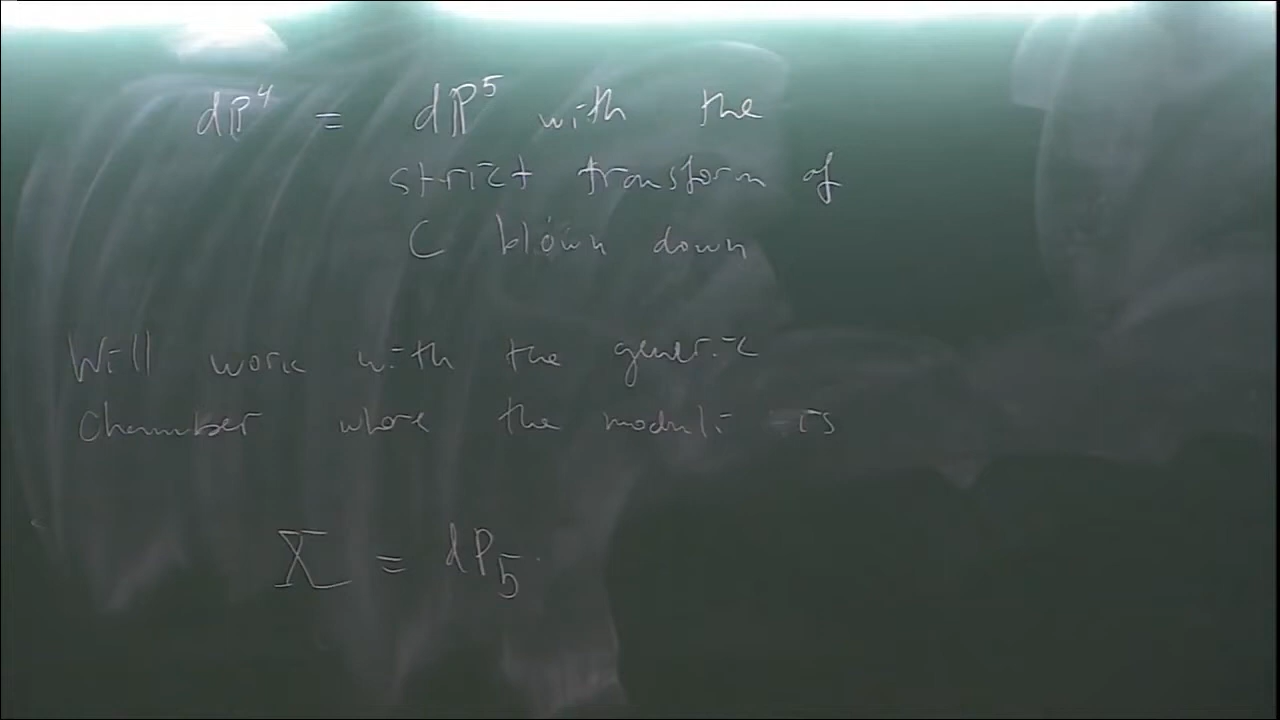 dP⁴ = dP⁵ with the
strict transform of
C blown down
Will work with the generic
chamber where the moduli is
X = dP₅.